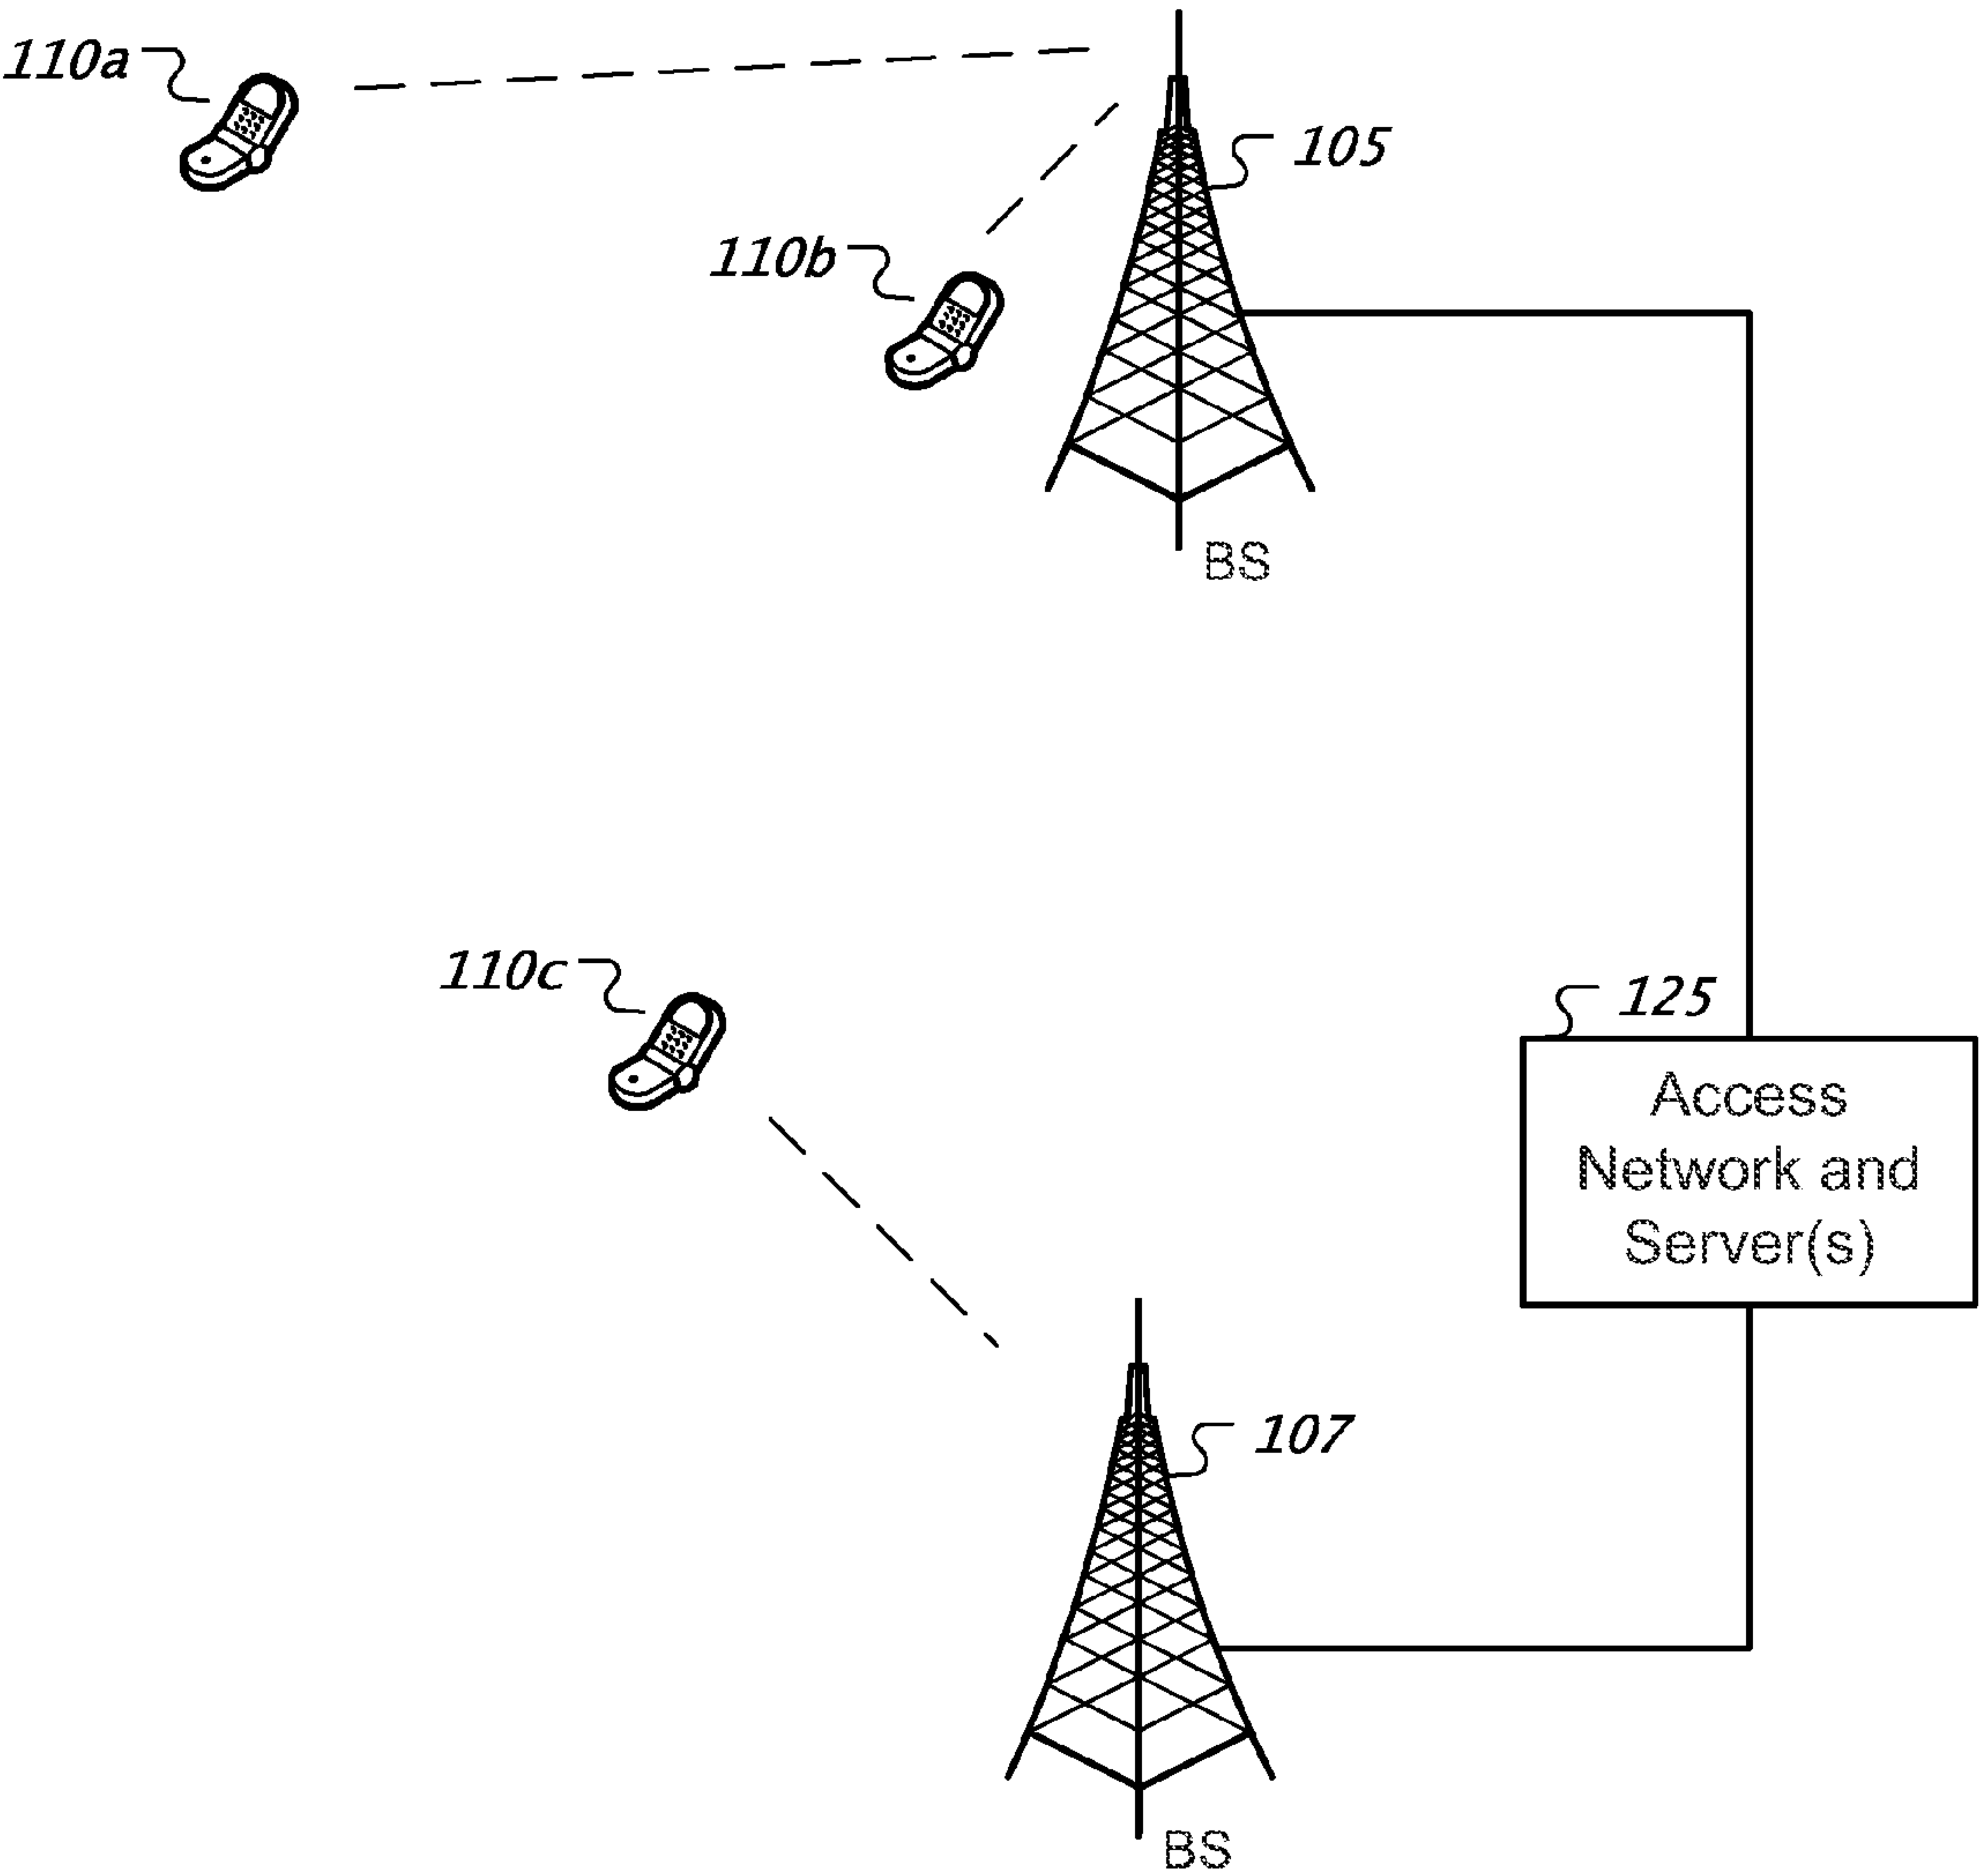 110a
105
110b
BS
110c
125
Access
Network and
Server(s)
107
BS